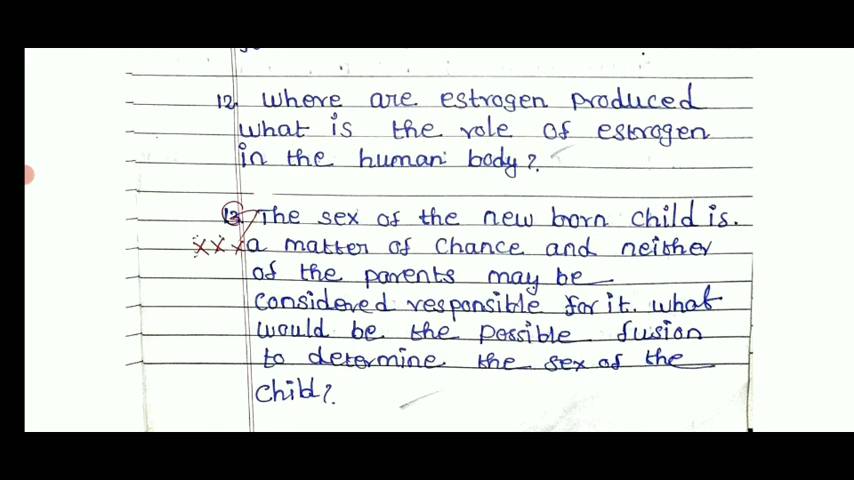 12. Where are estrogen produced
what is the role of estrogen
in the human body?
13 The sex of the new born child is.
xxx a matter of chance and neither
of the parents may be
considered responsible for it. what
would be the possible fusion
to determine the sex of the
child?